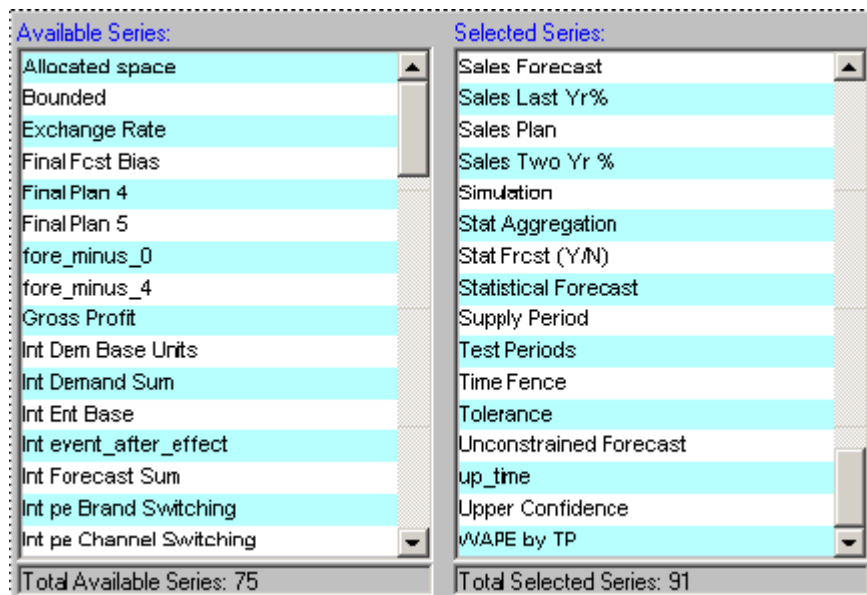 Available Series:
Allocated space
Bounded
Exchange Rate
Final Fcst Bias
Final Plan 4
Final Plan 5
fore_minus_0
fore_minus_4
Gross Profit
Int Dem Base Units
Int Demand Sum
Int Ent Base
Int event_after_effect
Int Forecast Sum
Int pe Brand Switching
Int pe Channel Switching
Total Available Series: 75
Selected Series:
Sales Forecast
Sales Last Yr%
Sales Plan
Sales Two Yr %
Simulation
Stat Aggregation
Stat Frcst (Y/N)
Statistical Forecast
Supply Period
Test Periods
Time Fence
Tolerance
Unconstrained Forecast
up_time
Upper Confidence
WAPE by TP
Total Selected Series: 91